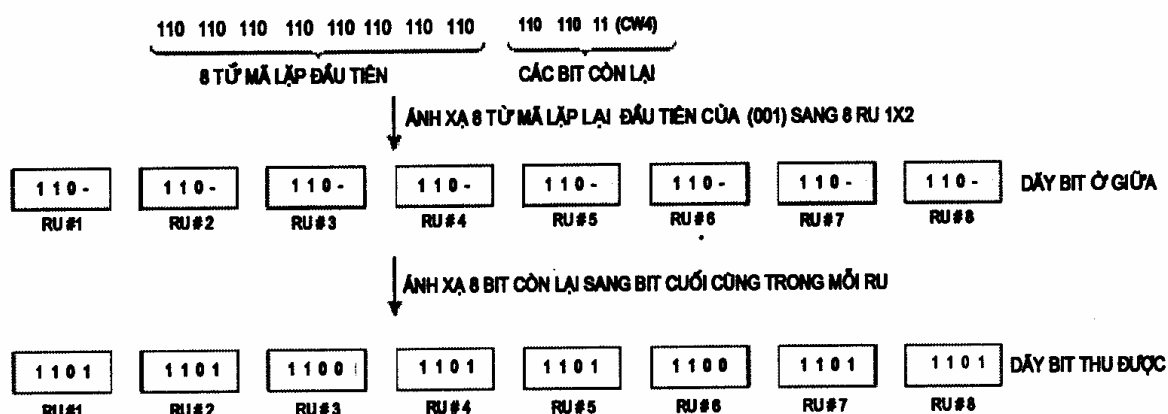 110 110 110 110 110 110 110 110 110 110 11 (CW4)
8 TỪ MÃ LẶP ĐẦU TIÊN CÁC BIT CÒN LẠI
ÁNH XẠ 8 TỪ MÃ LẶP LẠI ĐẦU TIÊN CỦA (001) SANG 8 RU 1X2
110- 110- 110- 110- 110- 110- 110- 110- DÃY BIT Ở GIỮA
RU#1 RU#2 RU#3 RU#4 RU#5 RU#6 RU#7 RU#8
ÁNH XẠ 8 BIT CÒN LẠI SANG BIT CUỐI CÙNG TRONG MỖI RU
1101 1101 1100 1101 1101 1100 1101 1101 DÃY BIT THU ĐƯỢC
RU#1 RU#2 RU#3 RU#4 RU#5 RU#6 RU#7 RU#8